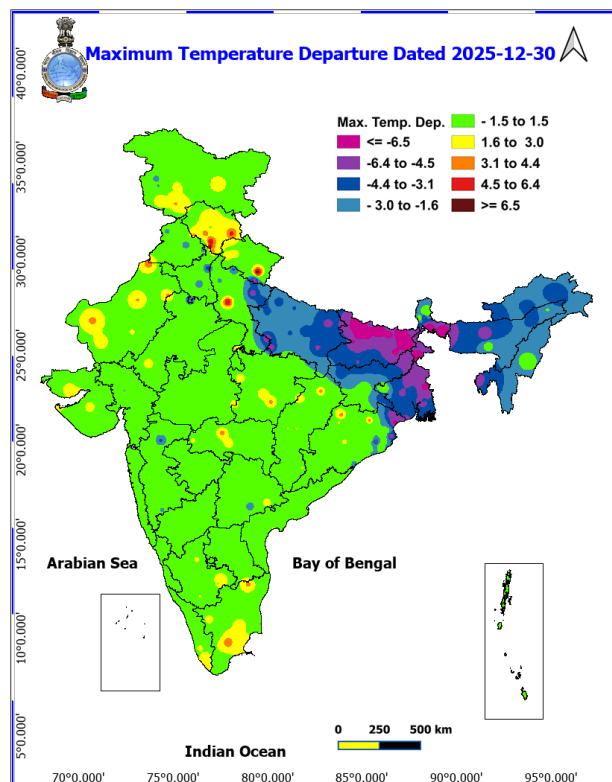 Maximum Temperature Departure Dated 2025-12-30
Max. Temp. Dep.
<= -6.5
-6.4 to -4.5
-4.4 to -3.1
- 3.0 to -1.6
- 1.5 to 1.5
1.6 to 3.0
3.1 to 4.4
4.5 to 6.4
>= 6.5
40°0.000'
35°0.000'
30°0.000'
25°0.000'
20°0.000'
15°0.000'
10°0.000'
5°0.000'
Arabian Sea
Bay of Bengal
0 250 500 km
Indian Ocean
70°0.000' 75°0.000' 80°0.000' 85°0.000' 90°0.000' 95°0.000'